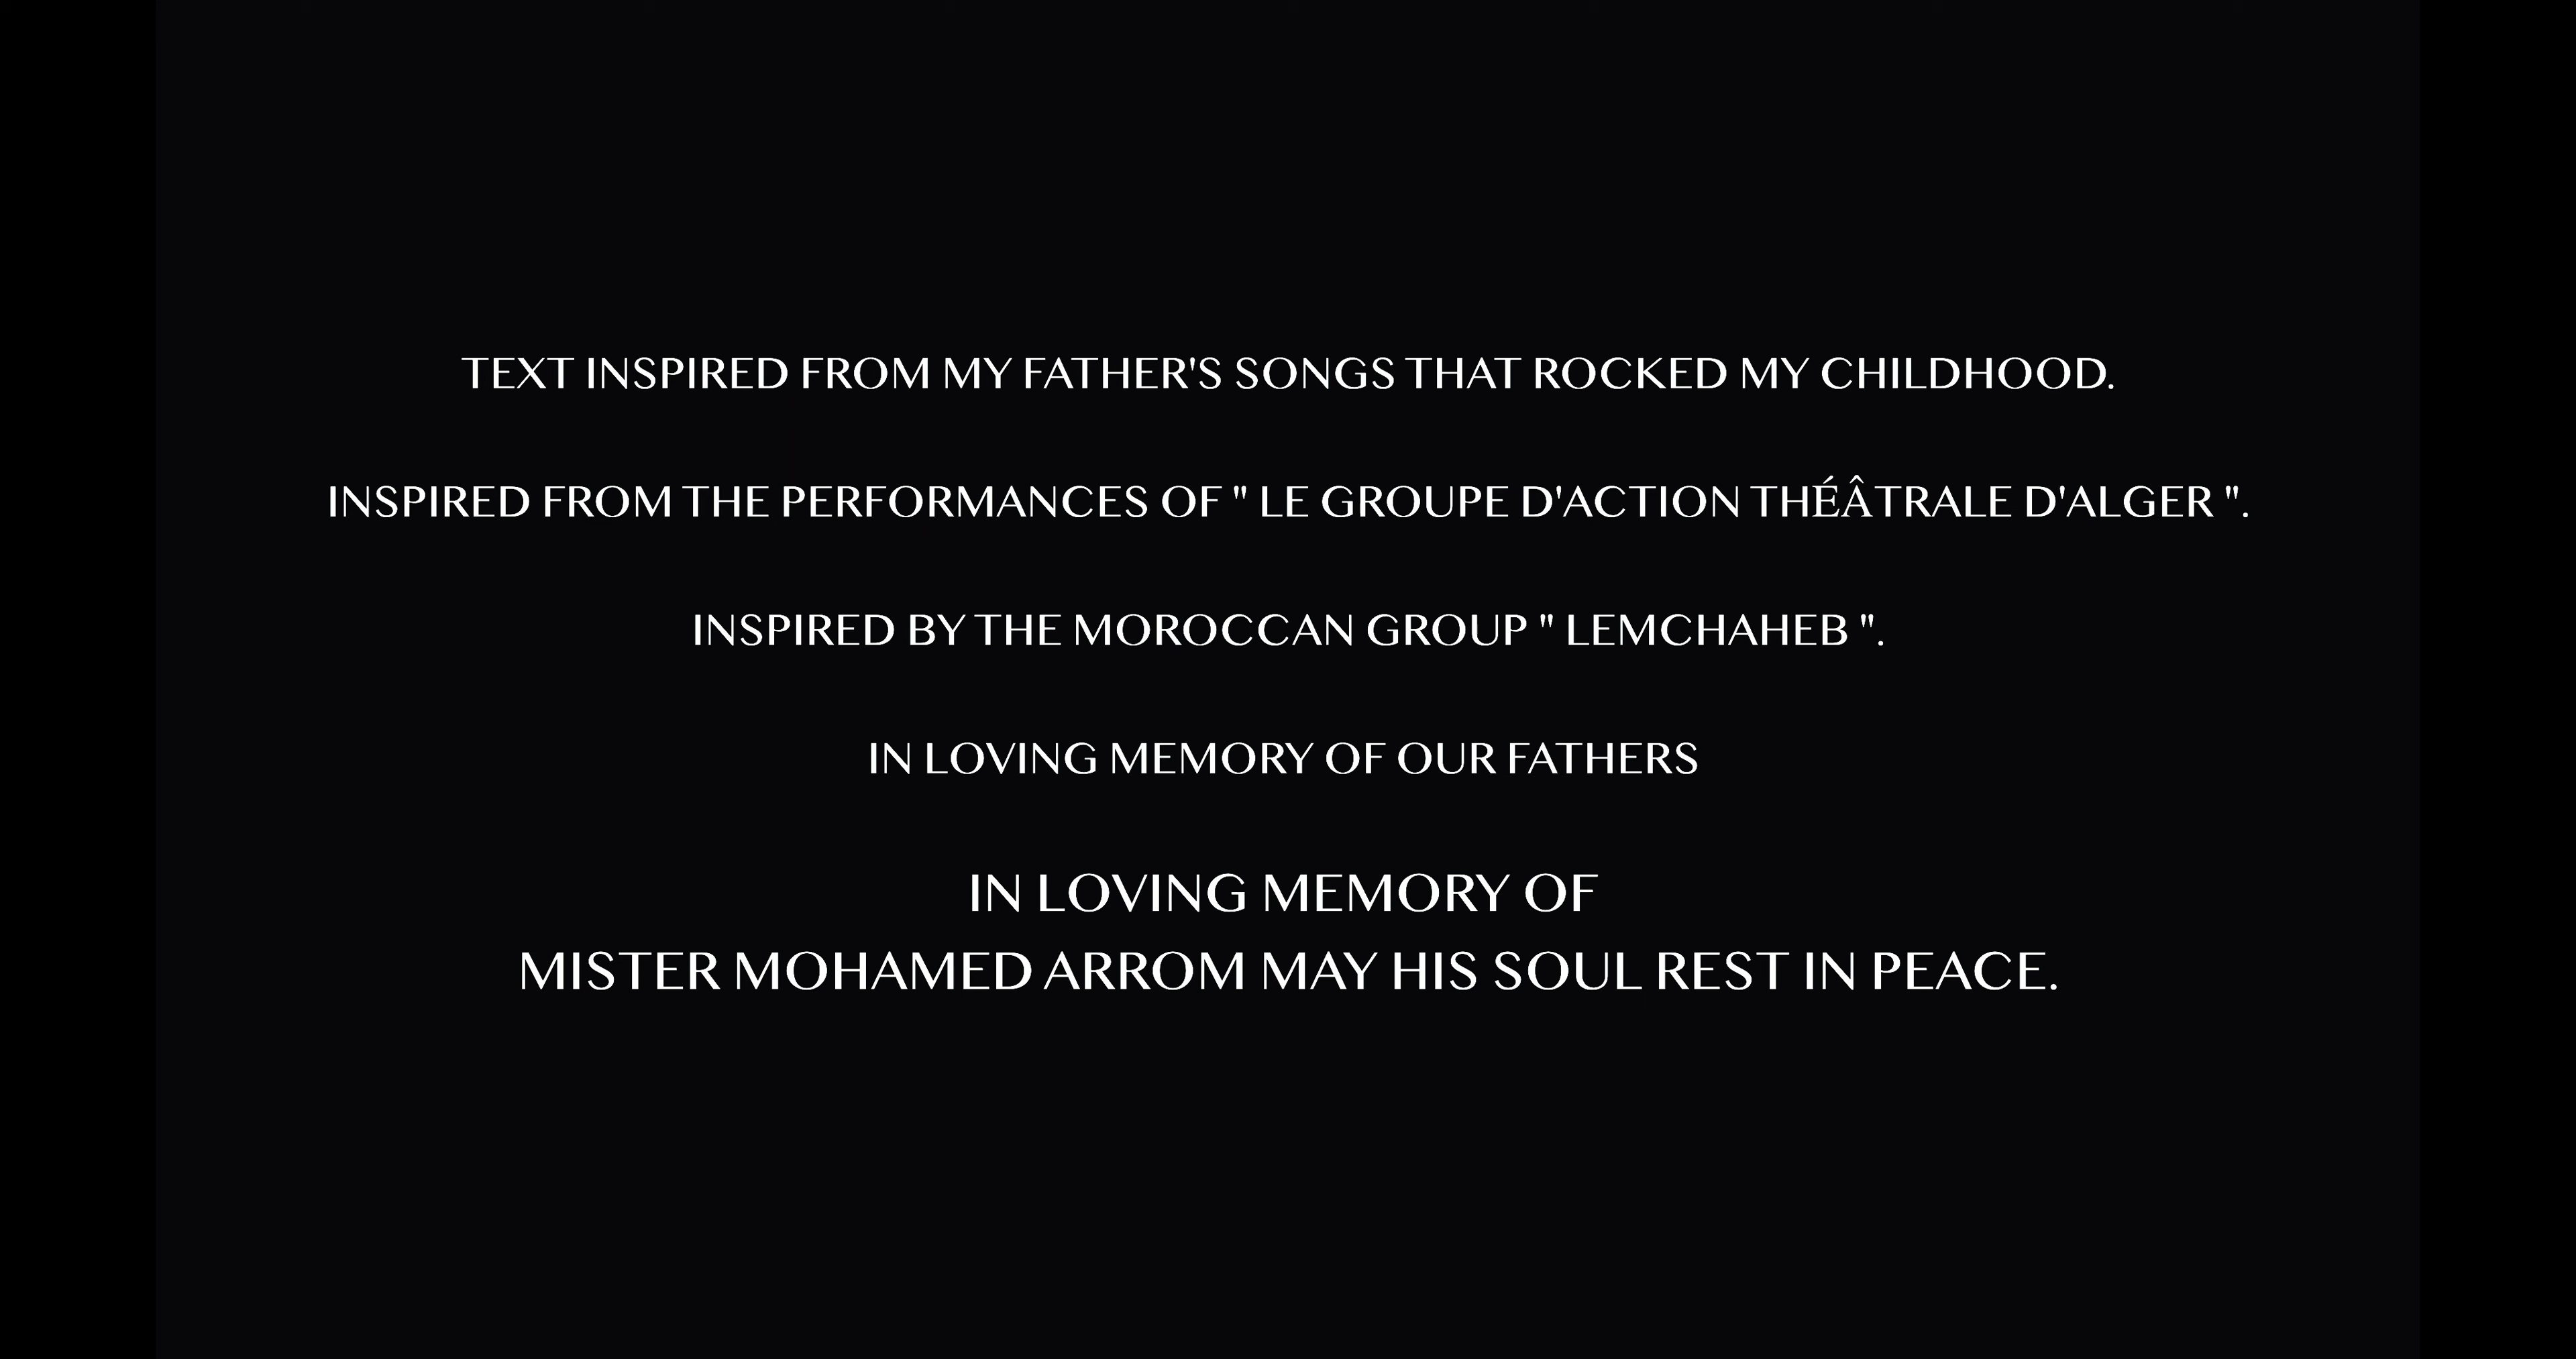 TEXT INSPIRED FROM MY FATHER'S SONGS THAT ROCKED MY CHILDHOOD.
INSPIRED FROM THE PERFORMANCES OF " LE GROUPE D'ACTION THÉÂTRALE D'ALGER ".
INSPIRED BY THE MOROCCAN GROUP " LEMCHAHEB ".
IN LOVING MEMORY OF OUR FATHERS
IN LOVING MEMORY OF
MISTER MOHAMED ARROM MAY HIS SOUL REST IN PEACE.